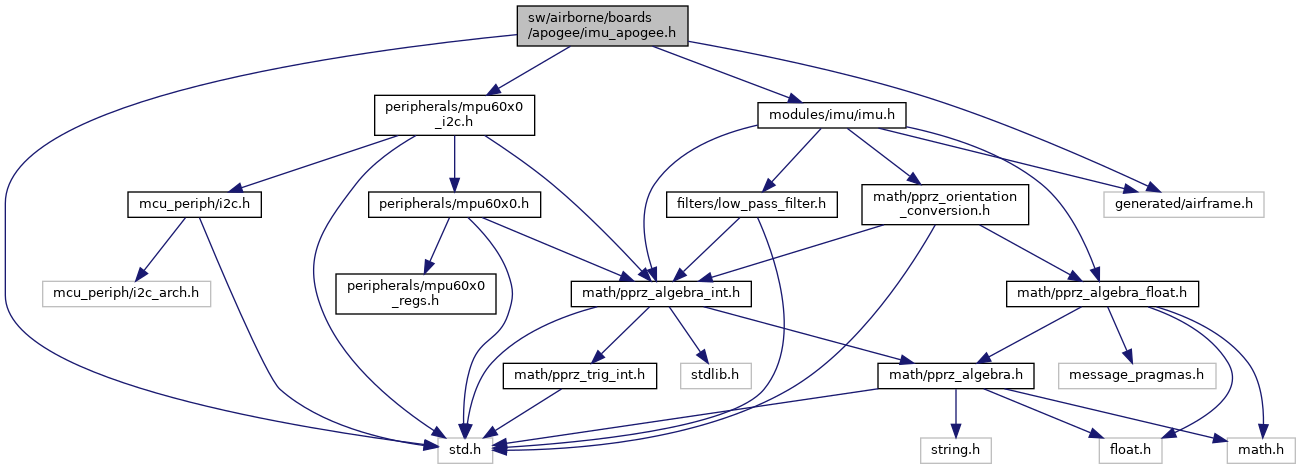 sw/airborne/boards
/apogee/imu_apogee.h
peripherals/mpu60x0
_i2c.h
modules/imu/imu.h
mcu_periph/i2c.h
peripherals/mpu60x0.h
filters/low_pass_filter.h
math/pprz_orientation
_conversion.h
generated/airframe.h
mcu_periph/i2c_arch.h
peripherals/mpu60x0
_regs.h
math/pprz_algebra_int.h
math/pprz_algebra_float.h
math/pprz_trig_int.h
stdlib.h
math/pprz_algebra.h
message_pragmas.h
std.h
string.h
float.h
math.h